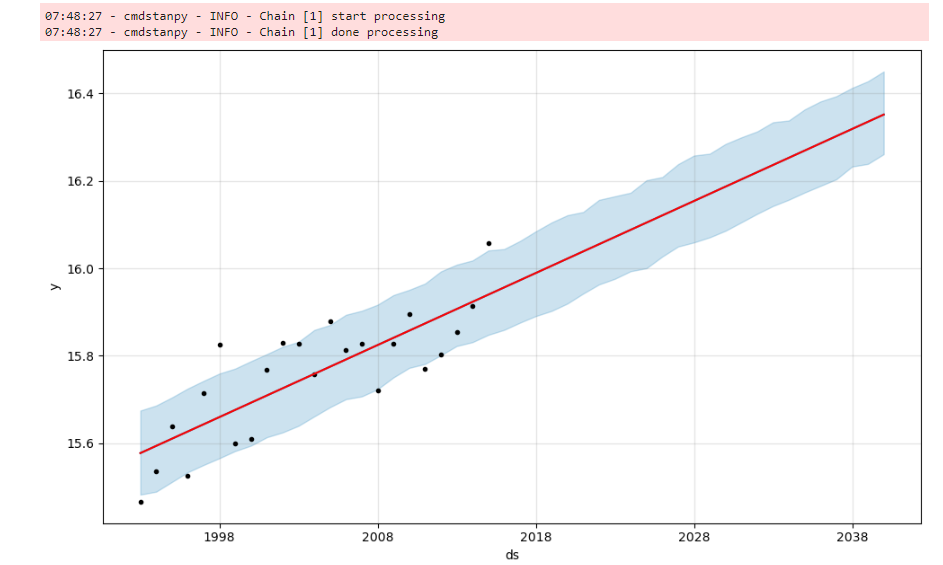 07:48:27 - cmdstanpy - INFO - Chain [1] start processing
07:48:27 - cmdstanpy - INFO - Chain [1] done processing
16.4
16.2
16.0
15.8
15.6
y
1998 2008 2018 2028 2038
ds